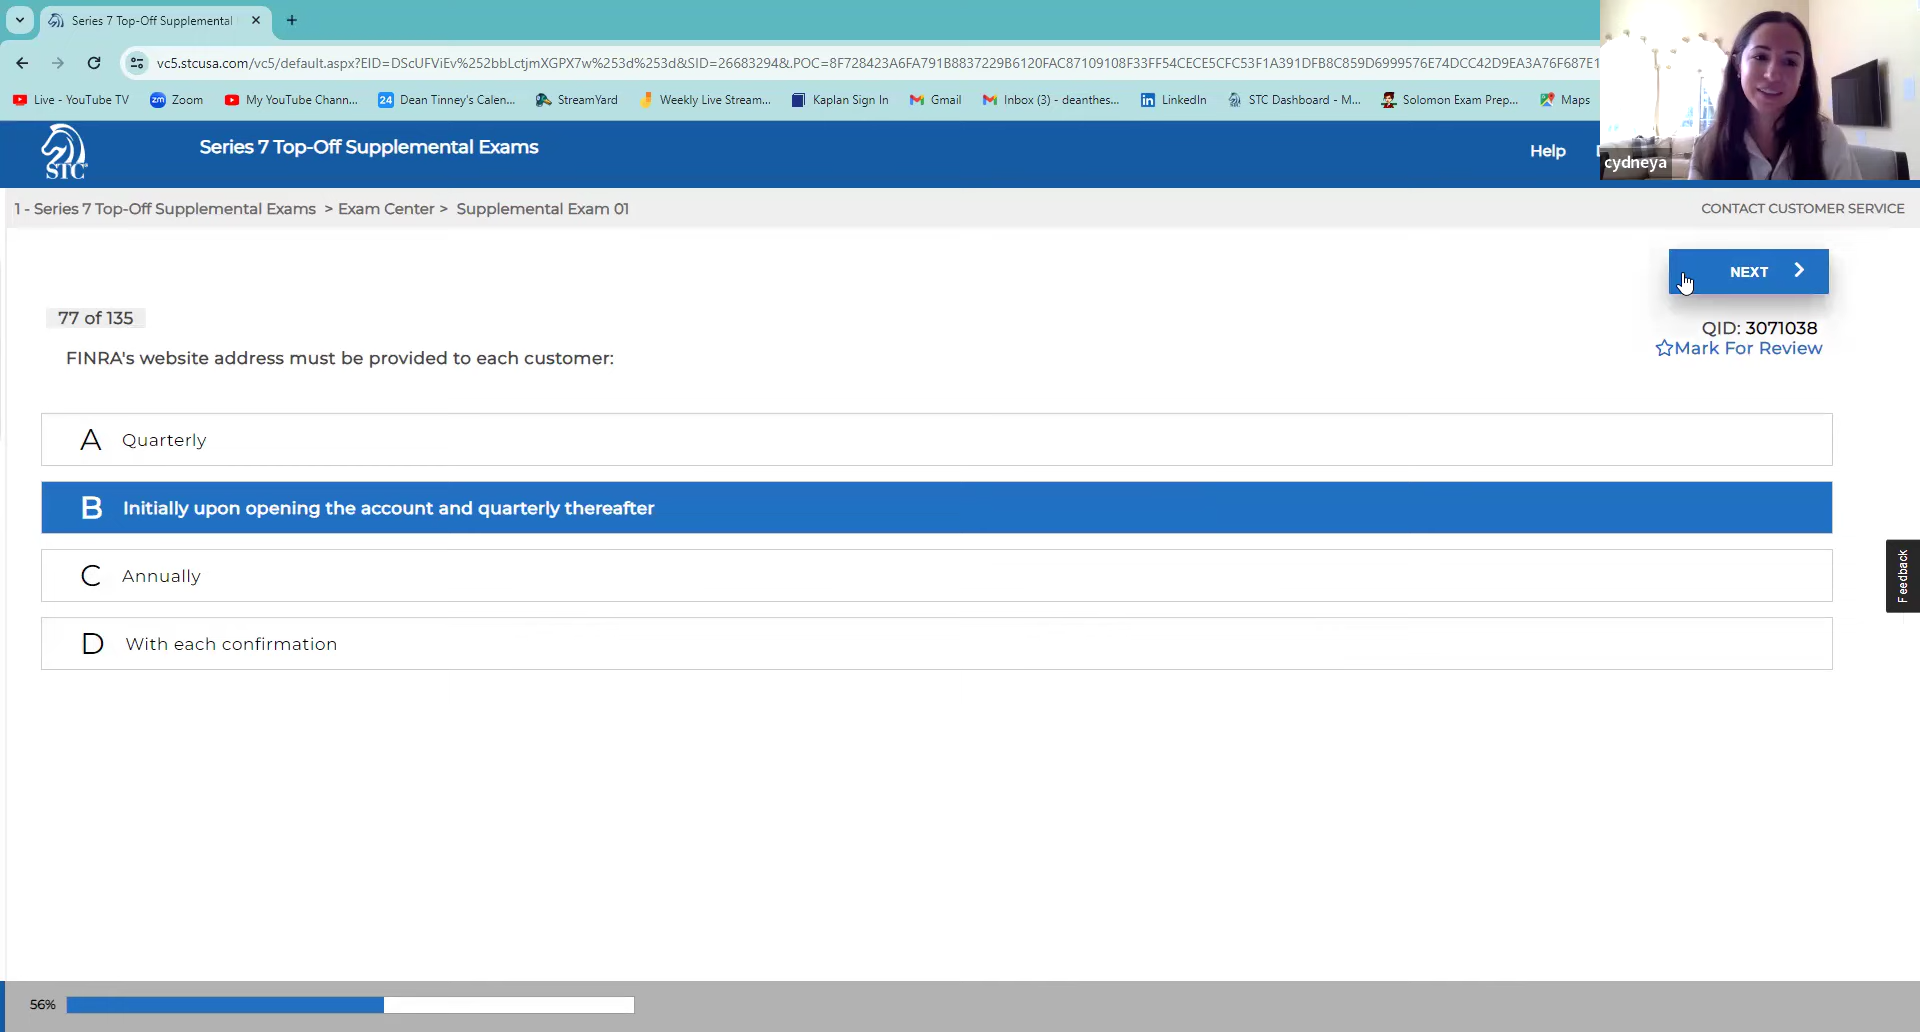 Series 7 Top-Off Supplemental
vc5.stcusa.com/vc5/default.aspx?EID=DScUFViEv%252bbLctjmXGPX7w%253d%253d&SID=26683294&.POC=8F728423A6FA791B8837229B6120FAC87109108F33FF54CECE5CFC53F1A391DFB8C859D6999576E74DCC42D9EA3A76F687E1
Live - YouTube TV
Zoom
My YouTube Chann...
24 Dean Tinney's Calen...
StreamYard
Weekly Live Stream...
Kaplan Sign In
Gmail
Inbox (3) - deanthes...
LinkedIn
STC Dashboard - M...
Solomon Exam Prep...
Maps
cydneya
STC
Series 7 Top-Off Supplemental Exams
Help
1 - Series 7 Top-Off Supplemental Exams > Exam Center > Supplemental Exam 01
CONTACT CUSTOMER SERVICE
NEXT
77 of 135
QID: 3071038
Mark For Review
FINRA's website address must be provided to each customer:
A Quarterly
B Initially upon opening the account and quarterly thereafter
C Annually
D With each confirmation
Feedback
56%